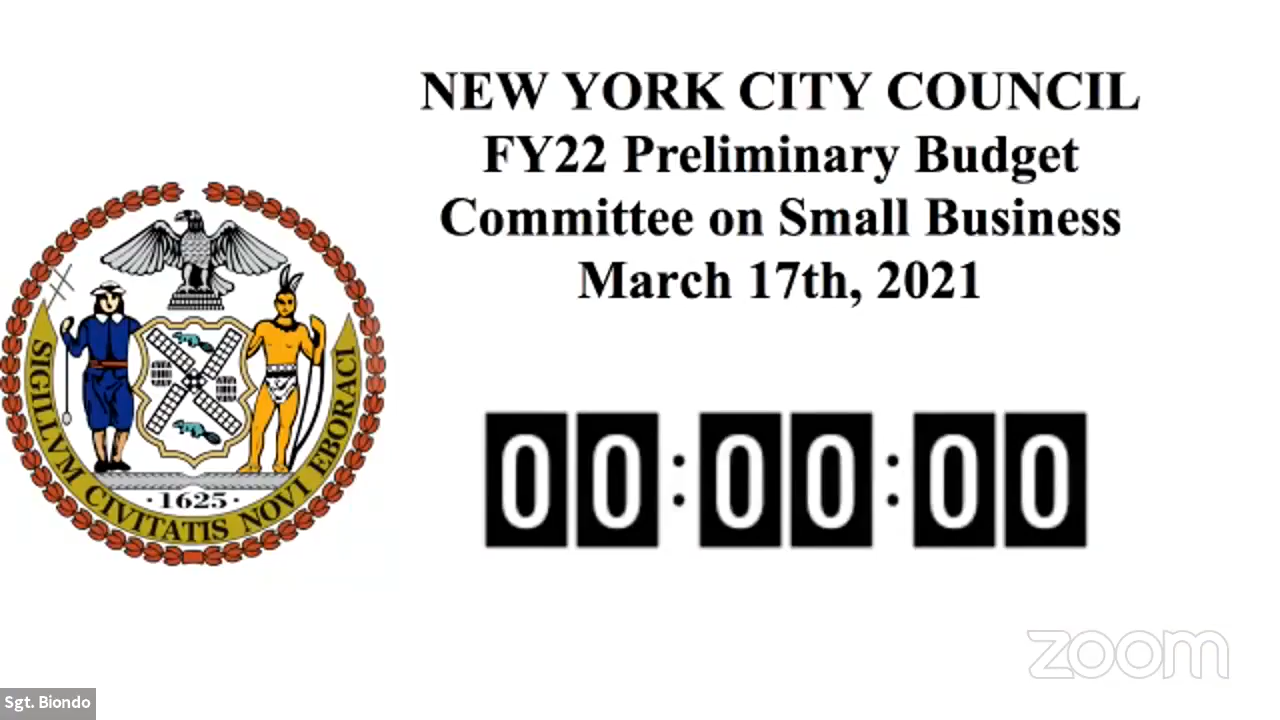 NEW YORK CITY COUNCIL
FY22 Preliminary Budget
Committee on Small Business
March 17th, 2021
SIGILLVM CIVITATIS NOVI EBORACI
·1625·
00:00:00
zoom
Sgt. Biondo